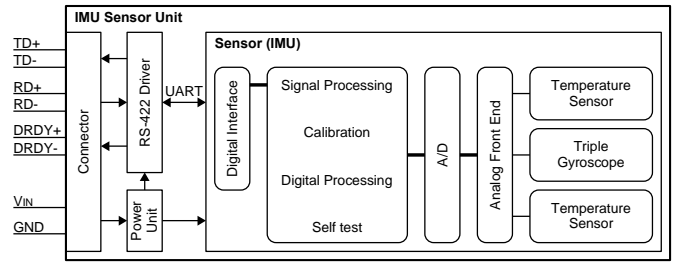 IMU Sensor Unit
TD+
TD-
RD+
RD-
DRDY+
DRDY-
VIN
GND
Connector
RS-422 Driver
Power
Unit
UART
Sensor (IMU)
Digital Interface
Signal Processing
Calibration
Digital Processing
Self test
A/D
Analog Front End
Temperature
Sensor
Triple
Gyroscope
Temperature
Sensor